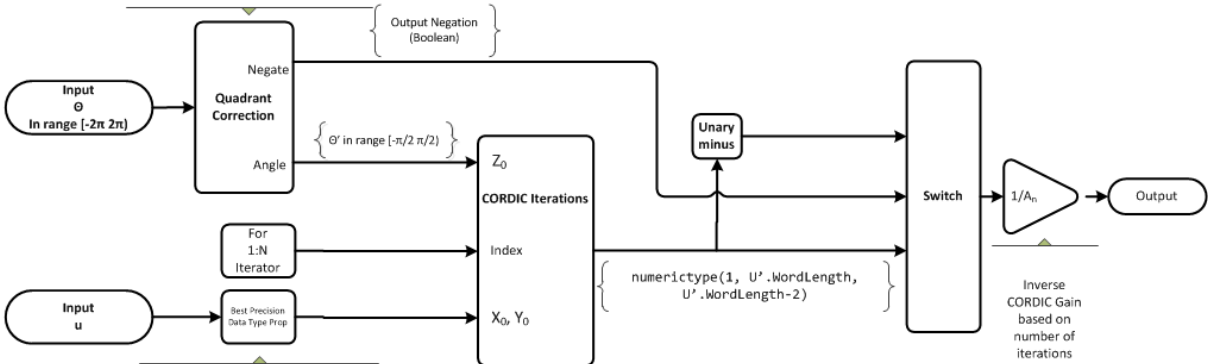 Output Negation
(Boolean)
Negate
Input
Θ
In range [-2π 2π)
Quadrant
Correction
Θ' in range [-π/2 π/2)
Angle
Unary
minus
Z0
CORDIC Iterations
Switch
1/An
Output
For
1:N
Iterator
Index
numerictype(1, U'.WordLength,
U'.WordLength-2)
Input
u
Best Precision
Data Type Prop
X0, Y0
Inverse
CORDIC Gain
based on
number of
iterations